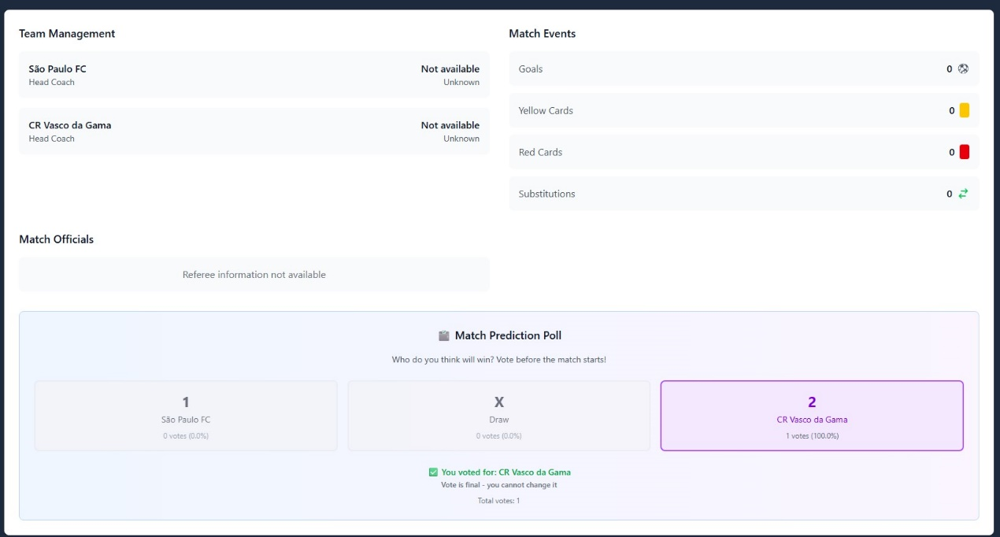 Team Management
São Paulo FC
Not available
Head Coach
Unknown
CR Vasco da Gama
Not available
Head Coach
Unknown
Match Events
Goals
0
Yellow Cards
0
Red Cards
0
Substitutions
0
Match Officials
Referee information not available
Match Prediction Poll
Who do you think will win? Vote before the match starts!
1
São Paulo FC
0 votes (0.0%)
X
Draw
0 votes (0.0%)
2
CR Vasco da Gama
1 votes (100.0%)
You voted for: CR Vasco da Gama
Vote is final - you cannot change it
Total votes: 1